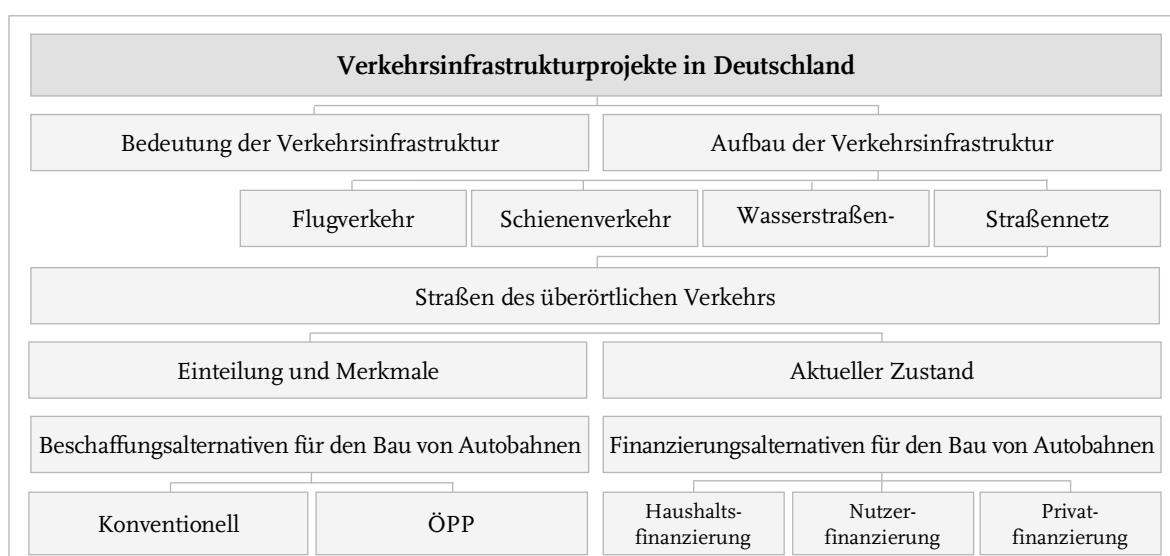 Verkehrsinfrastrukturprojekte in Deutschland
Bedeutung der Verkehrsinfrastruktur
Aufbau der Verkehrsinfrastruktur
Flugverkehr
Schienenverkehr
Wasserstraßen-
Straßennetz
Straßen des überörtlichen Verkehrs
Einteilung und Merkmale
Aktueller Zustand
Beschaffungsalternativen für den Bau von Autobahnen
Finanzierungsalternativen für den Bau von Autobahnen
Konventionell
ÖPP
Haushalts-
finanzierung
Nutzer-
finanzierung
Privat-
finanzierung